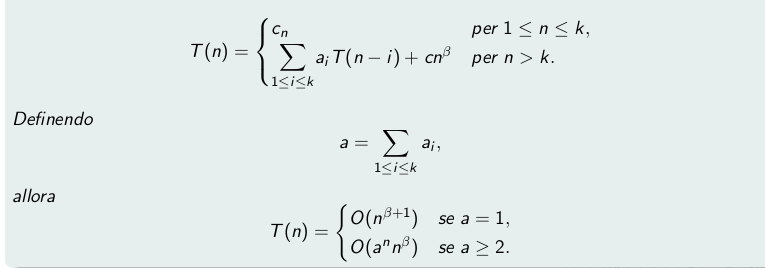 T(n) = { c_n per 1 ≤ n ≤ k,
∑_{1≤i≤k} a_i T(n − i) + cn^β per n > k.
Definendo
a = ∑_{1≤i≤k} a_i,
allora
T(n) = { O(n^{β+1}) se a = 1,
O(a^n n^β) se a ≥ 2.